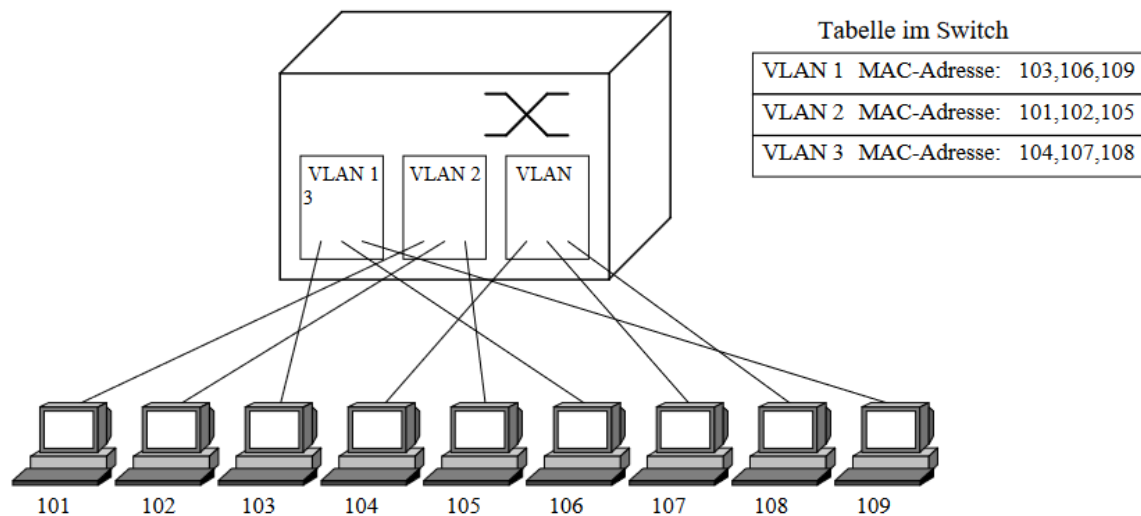 Tabelle im Switch
VLAN 1 MAC-Adresse: 103,106,109
VLAN 2 MAC-Adresse: 101,102,105
VLAN 3 MAC-Adresse: 104,107,108
VLAN 1 VLAN 2 VLAN
3
101 102 103 104 105 106 107 108 109